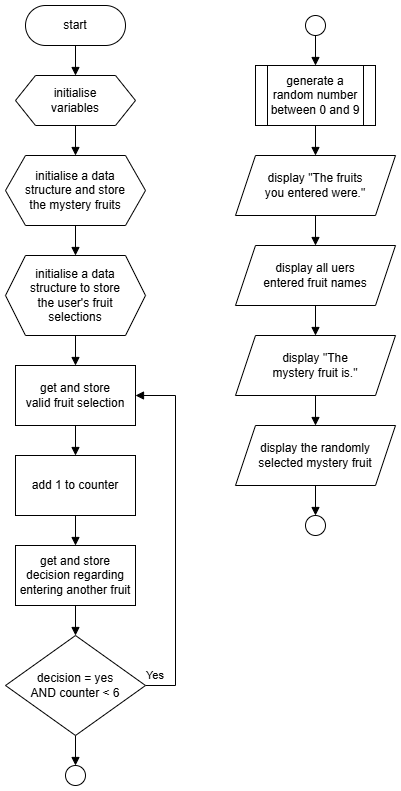 start
initialise
variables
initialise a data
structure and store
the mystery fruits
initialise a data
structure to store
the user's fruit
selections
get and store
valid fruit selection
add 1 to counter
get and store
decision regarding
entering another fruit
decision = yes
AND counter < 6
Yes
generate a
random number
between 0 and 9
display "The fruits
you entered were."
display all uers
entered fruit names
display "The
mystery fruit is."
display the randomly
selected mystery fruit